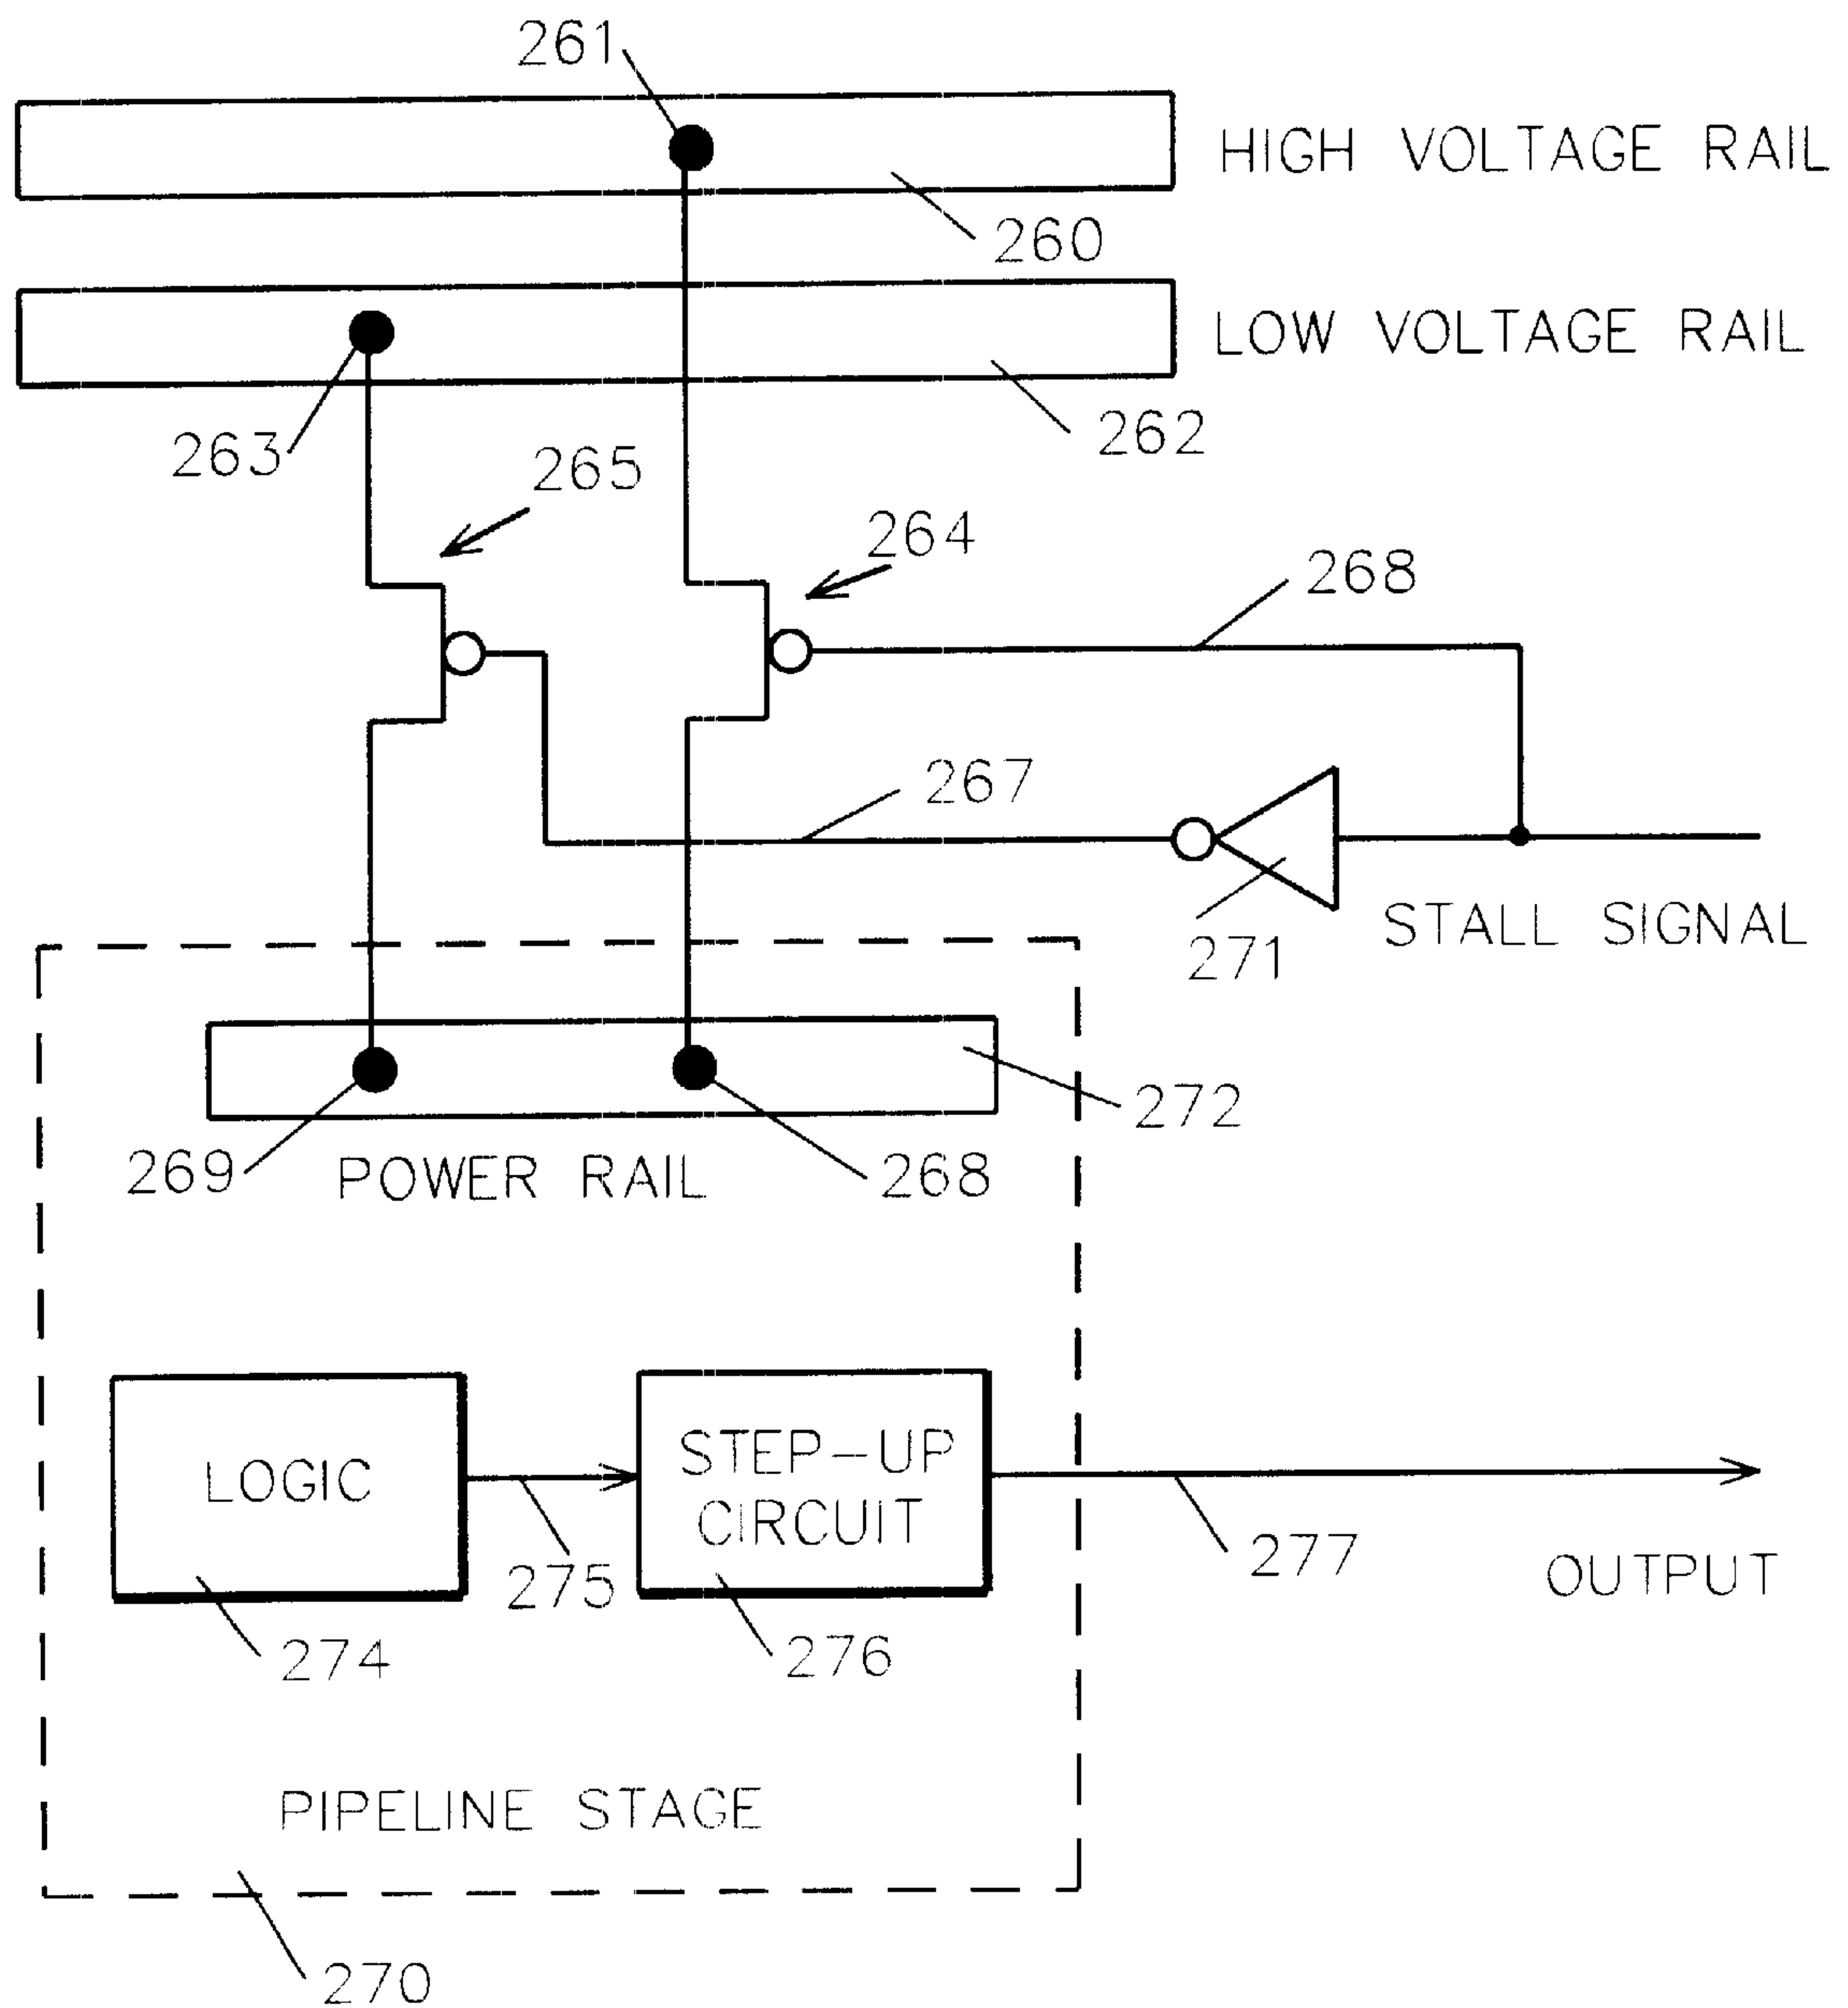 261
HIGH VOLTAGE RAIL
260
LOW VOLTAGE RAIL
263
262
265
264
268
267
271
STALL SIGNAL
272
269
POWER RAIL
268
LOGIC
STEP-UP
CIRCUIT
275
277
OUTPUT
274
276
PIPELINE STAGE
270